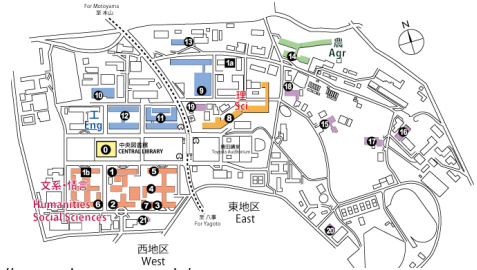 For Motoyama
至 本山
N
13
農
Agr
14
1a
10
9
理
Sci
18
19
工
Eng
12
11
8
15
16
17
0
中央図書館
CENTRAL LIBRARY
豊田講堂
Toyoda Auditorium
1b
1
5
文系・情言
4
Humanities
Social Sciences
6
2
7
3
21
至 八事
For Yagoto
東地区
East
20
西地区
West